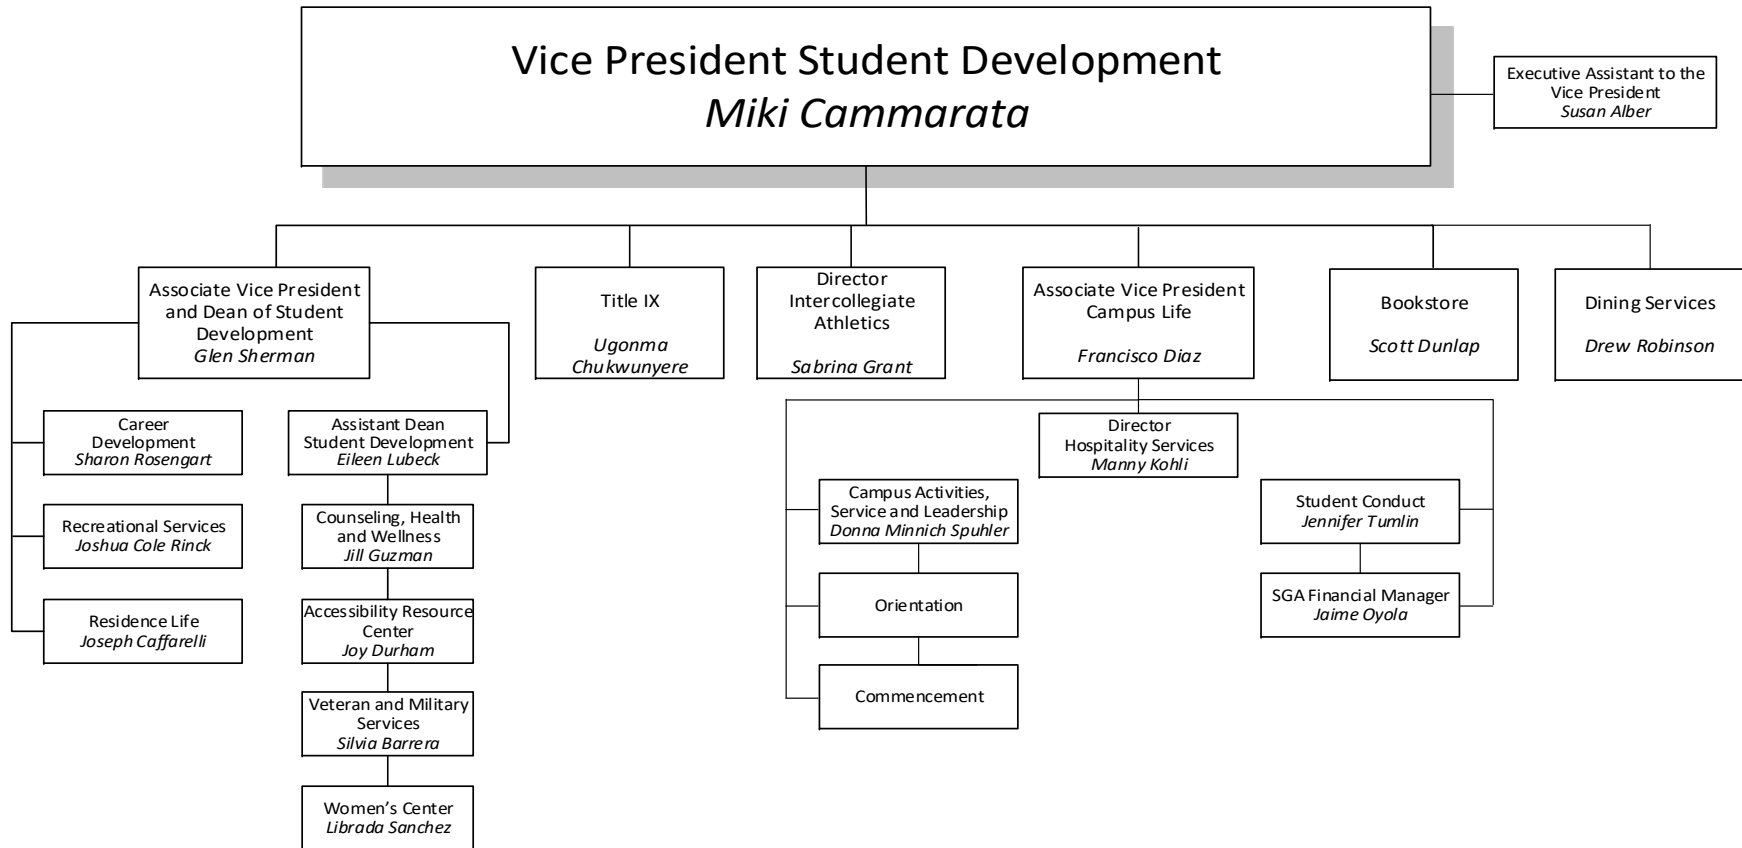 Vice President Student Development
Miki Cammarata
Executive Assistant to the
Vice President
Susan Alber
Associate Vice President
and Dean of Student
Development
Glen Sherman
Title IX
Ugonma
Chukwunyere
Director
Intercollegiate
Athletics
Sabrina Grant
Associate Vice President
Campus Life
Francisco Diaz
Bookstore
Scott Dunlap
Dining Services
Drew Robinson
Career
Development
Sharon Rosengart
Recreational Services
Joshua Cole Rinck
Residence Life
Joseph Caffarelli
Assistant Dean
Student Development
Eileen Lubeck
Counseling, Health
and Wellness
Jill Guzman
Accessibility Resource
Center
Joy Durham
Veteran and Military
Services
Silvia Barrera
Women’s Center
Librada Sanchez
Director
Hospitality Services
Manny Kohli
Campus Activities,
Service and Leadership
Donna Minnich Spuhler
Orientation
Commencement
Student Conduct
Jennifer Tumlin
SGA Financial Manager
Jaime Oyola